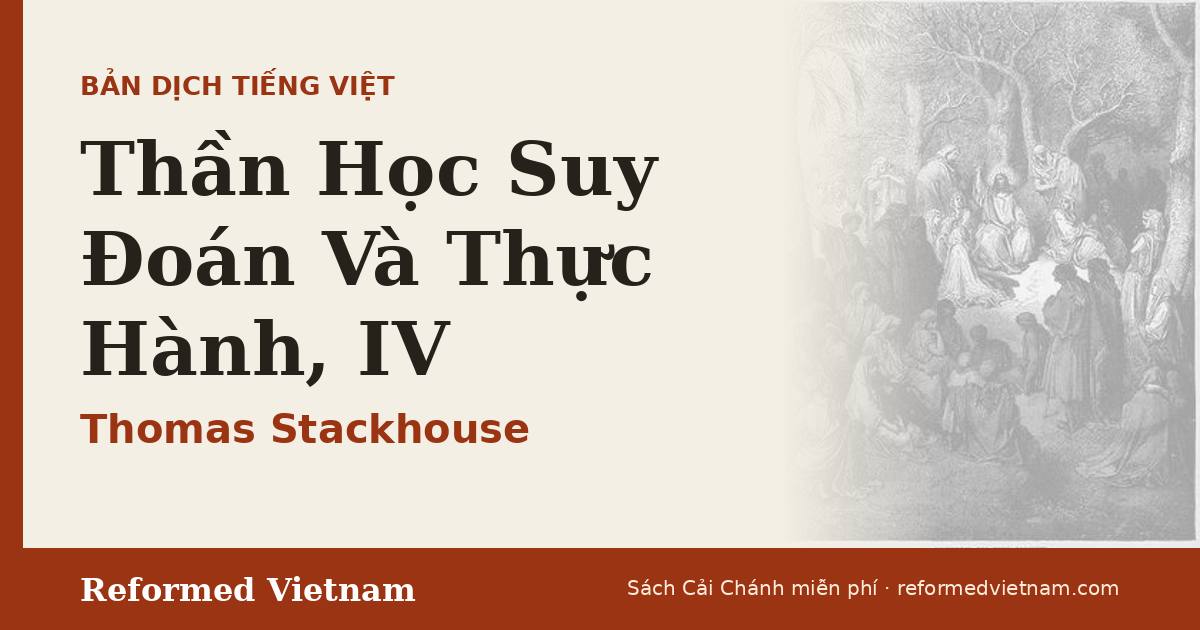 BẢN DỊCH TIẾNG VIỆT
Thần Học Suy
Đoán Và Thực
Hành, IV
Thomas Stackhouse
Reformed Vietnam
Sách Cải Chánh miễn phí · reformedvietnam.com